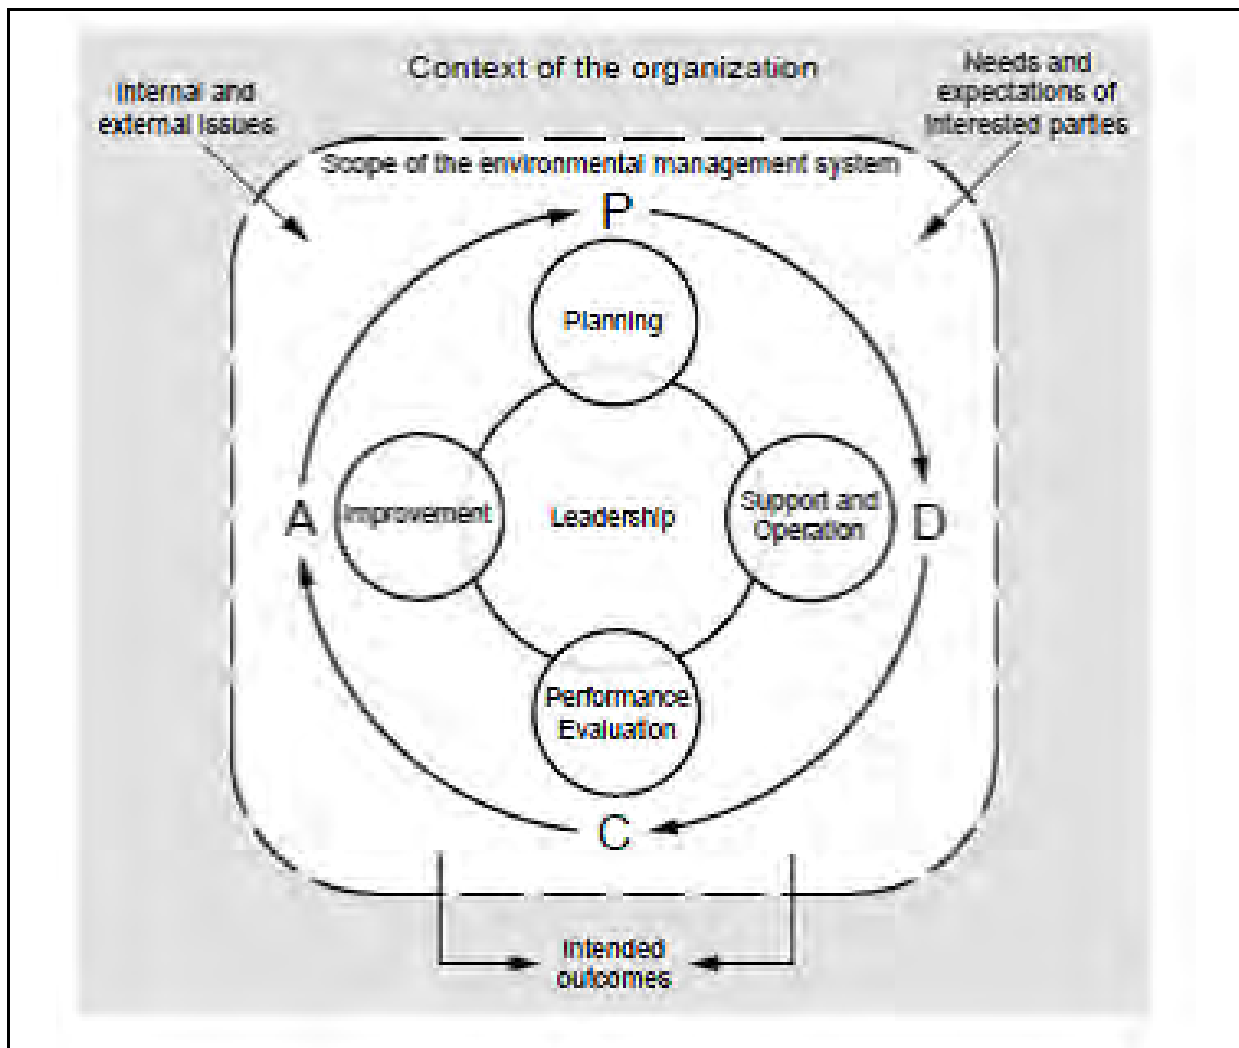 Context of the organization
Internal and
external issues
Needs and
expectations of
interested parties
Scope of the environmental management system
P
Planning
A
Improvement
Leadership
Support and
Operation
D
Performance
Evaluation
C
Intended
outcomes